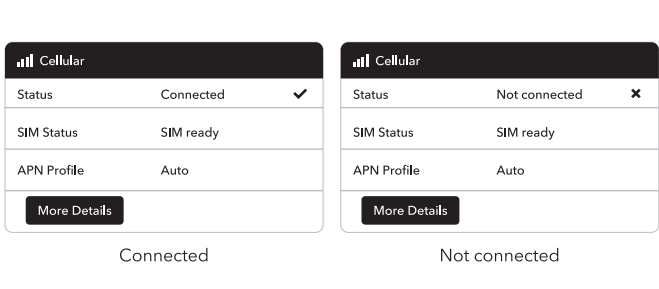 Cellular
Status Connected
SIM Status SIM ready
APN Profile Auto
More Details
Connected
Cellular
Status Not connected
SIM Status SIM ready
APN Profile Auto
More Details
Not connected